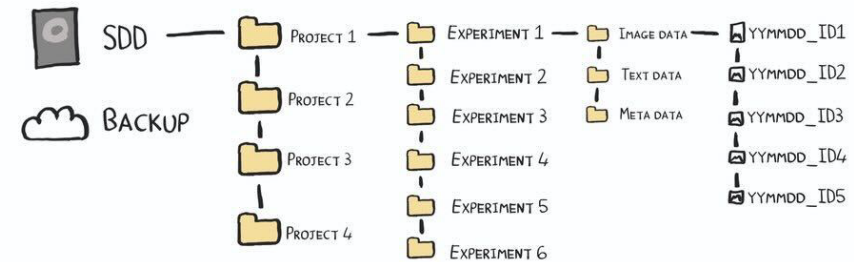 SDD
BACKUP
PROJECT 1
PROJECT 2
PROJECT 3
PROJECT 4
EXPERIMENT 1
EXPERIMENT 2
EXPERIMENT 3
EXPERIMENT 4
EXPERIMENT 5
EXPERIMENT 6
IMAGE DATA
TEXT DATA
META DATA
YYMMDD_ID1
YYMMDD_ID2
YYMMDD_ID3
YYMMDD_ID4
YYMMDD_ID5